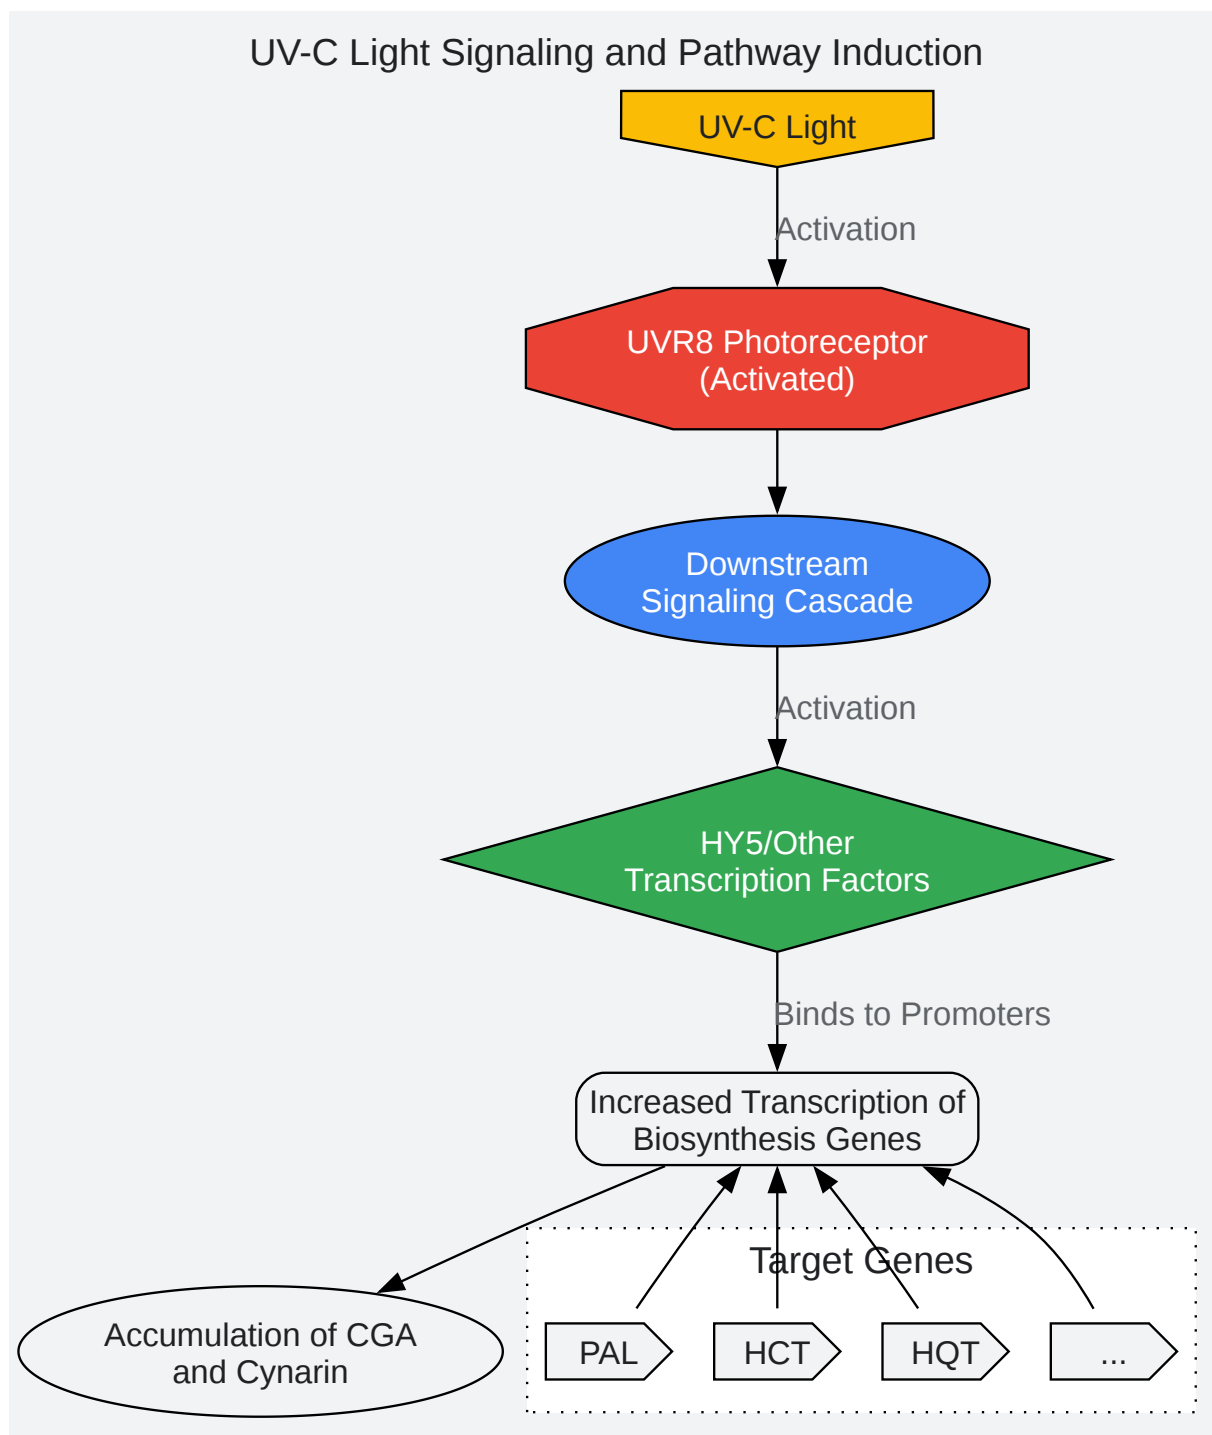 UV-C Light Signaling and Pathway Induction
UV-C Light
Activation
UVR8 Photoreceptor
(Activated)
Downstream
Signaling Cascade
Activation
HY5/Other
Transcription Factors
Binds to Promoters
Increased Transcription of
Biosynthesis Genes
Target Genes
Accumulation of CGA
and Cynarin
PAL
HCT
HQT
...